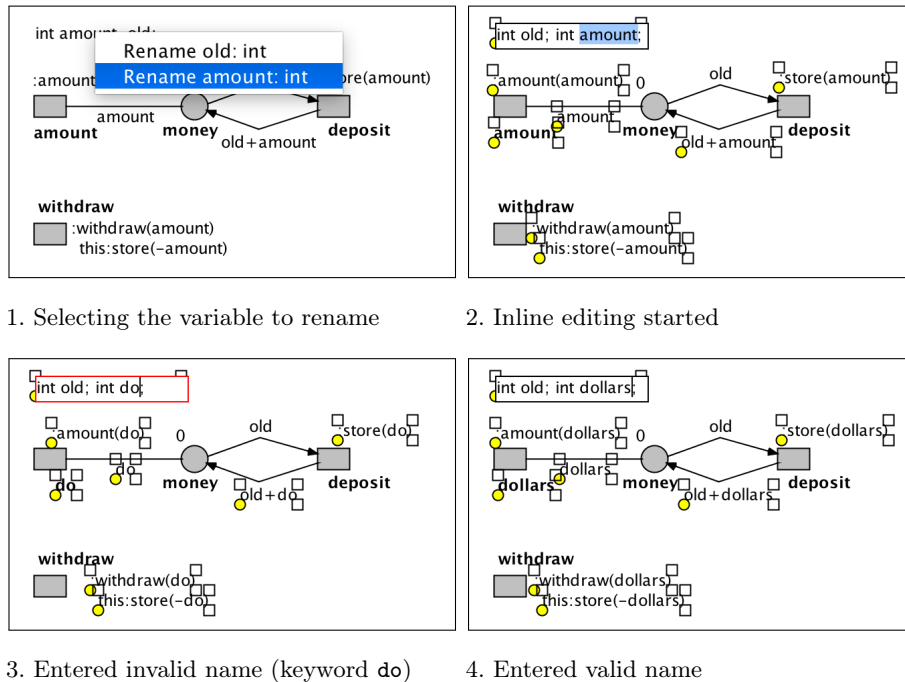 int amount, old;
Rename old: int
Rename amount: int
:amount
ore(amount)
amount
amount
money
deposit
old+amount
withdraw
:withdraw(amount)
this:store(-amount)
1. Selecting the variable to rename
int old; int amount;
:amount(amount)
0
old
:store(amount)
amount
amount
money
deposit
old+amount
withdraw
:withdraw(amount)
this:store(-amount)
2. Inline editing started
int old; int do;
:amount(do)
0
old
:store(do)
do
do
money
deposit
old+do
withdraw
:withdraw(do)
this:store(-do)
3. Entered invalid name (keyword do)
int old; int dollars;
:amount(dollars)
0
old
:store(dollars)
dollars
dollars
money
deposit
old+dollars
withdraw
:withdraw(dollars)
this:store(-dollars)
4. Entered valid name